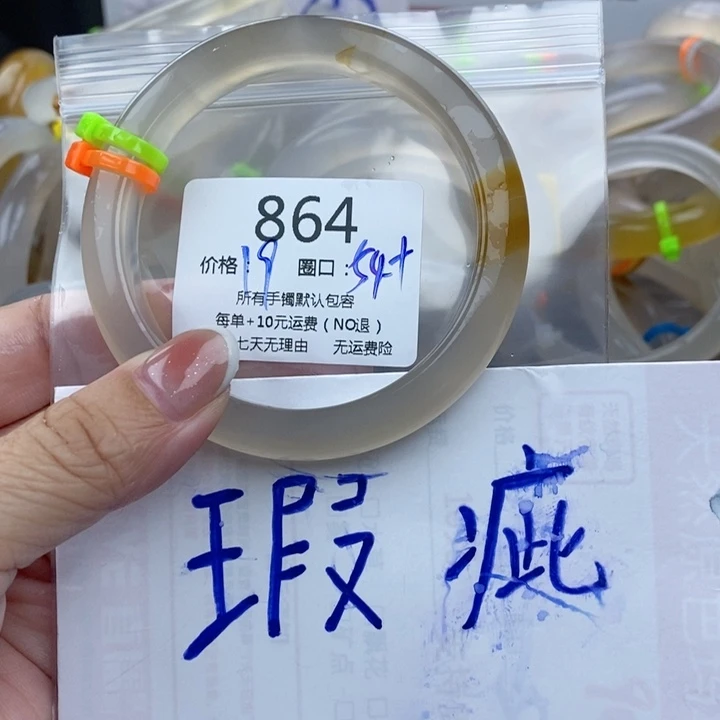 864
价格：19 圈口：54+
所有手镯默认包容
每单+10元运费（NO退）
七天无理由 无运费险
瑕疵